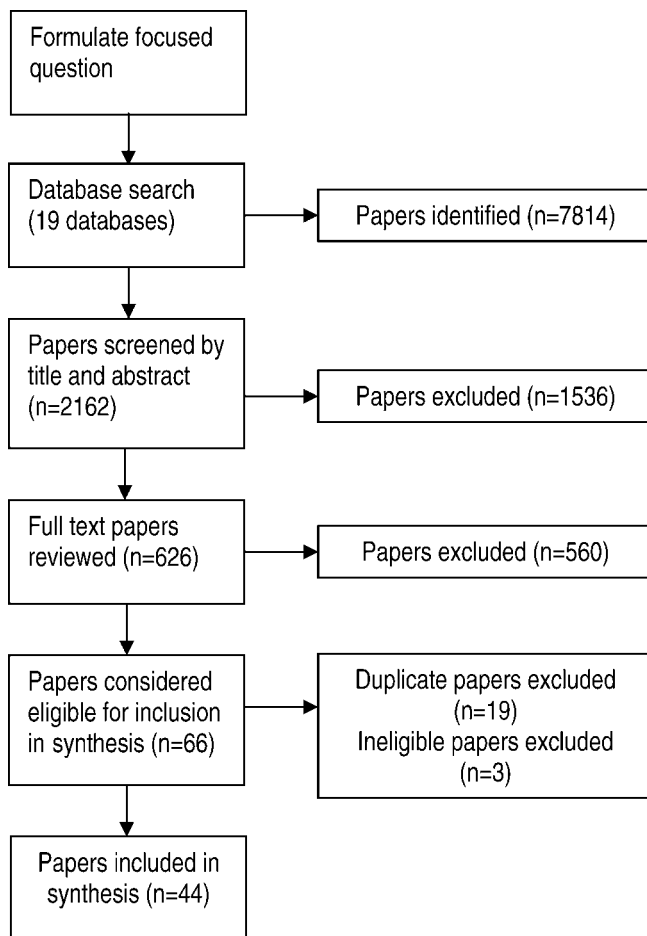 Formulate focused
question
Database search
(19 databases)
Papers identified (n=7814)
Papers screened by
title and abstract
(n=2162)
Papers excluded (n=1536)
Full text papers
reviewed (n=626)
Papers excluded (n=560)
Papers considered
eligible for inclusion
in synthesis (n=66)
Duplicate papers excluded
(n=19)
Ineligible papers excluded
(n=3)
Papers included in
synthesis (n=44)